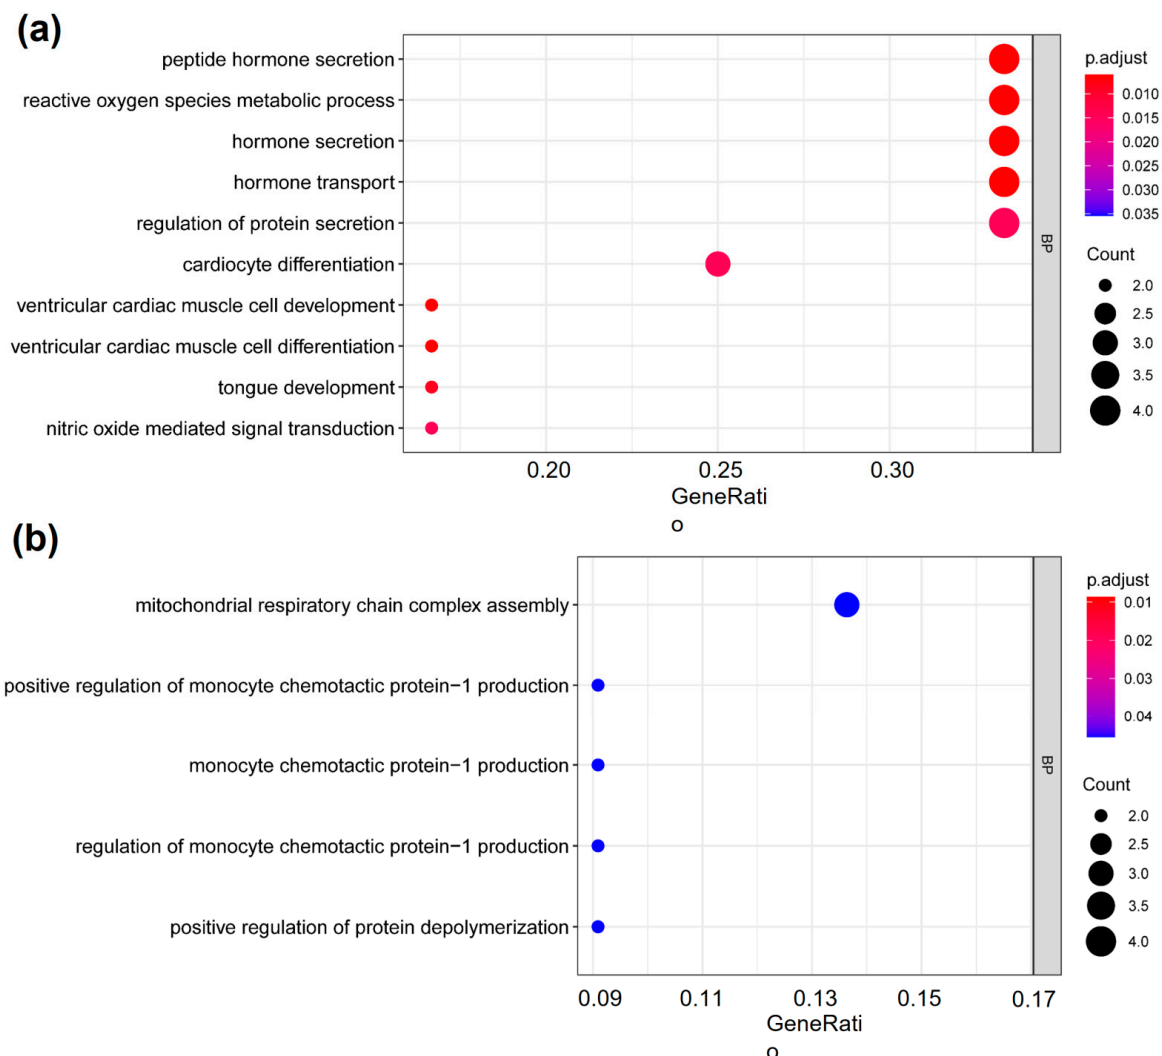 (a)
peptide hormone secretion
reactive oxygen species metabolic process
hormone secretion
hormone transport
regulation of protein secretion
cardiocyte differentiation
ventricular cardiac muscle cell development
ventricular cardiac muscle cell differentiation
tongue development
nitric oxide mediated signal transduction
0.20 0.25 0.30
GeneRati
o
BP
p.adjust
0.010
0.015
0.020
0.025
0.030
0.035
Count
2.0
2.5
3.0
3.5
4.0
(b)
mitochondrial respiratory chain complex assembly
positive regulation of monocyte chemotactic protein−1 production
monocyte chemotactic protein−1 production
regulation of monocyte chemotactic protein−1 production
positive regulation of protein depolymerization
0.09 0.11 0.13 0.15 0.17
GeneRati
o
BP
p.adjust
0.01
0.02
0.03
0.04
Count
2.0
2.5
3.0
3.5
4.0